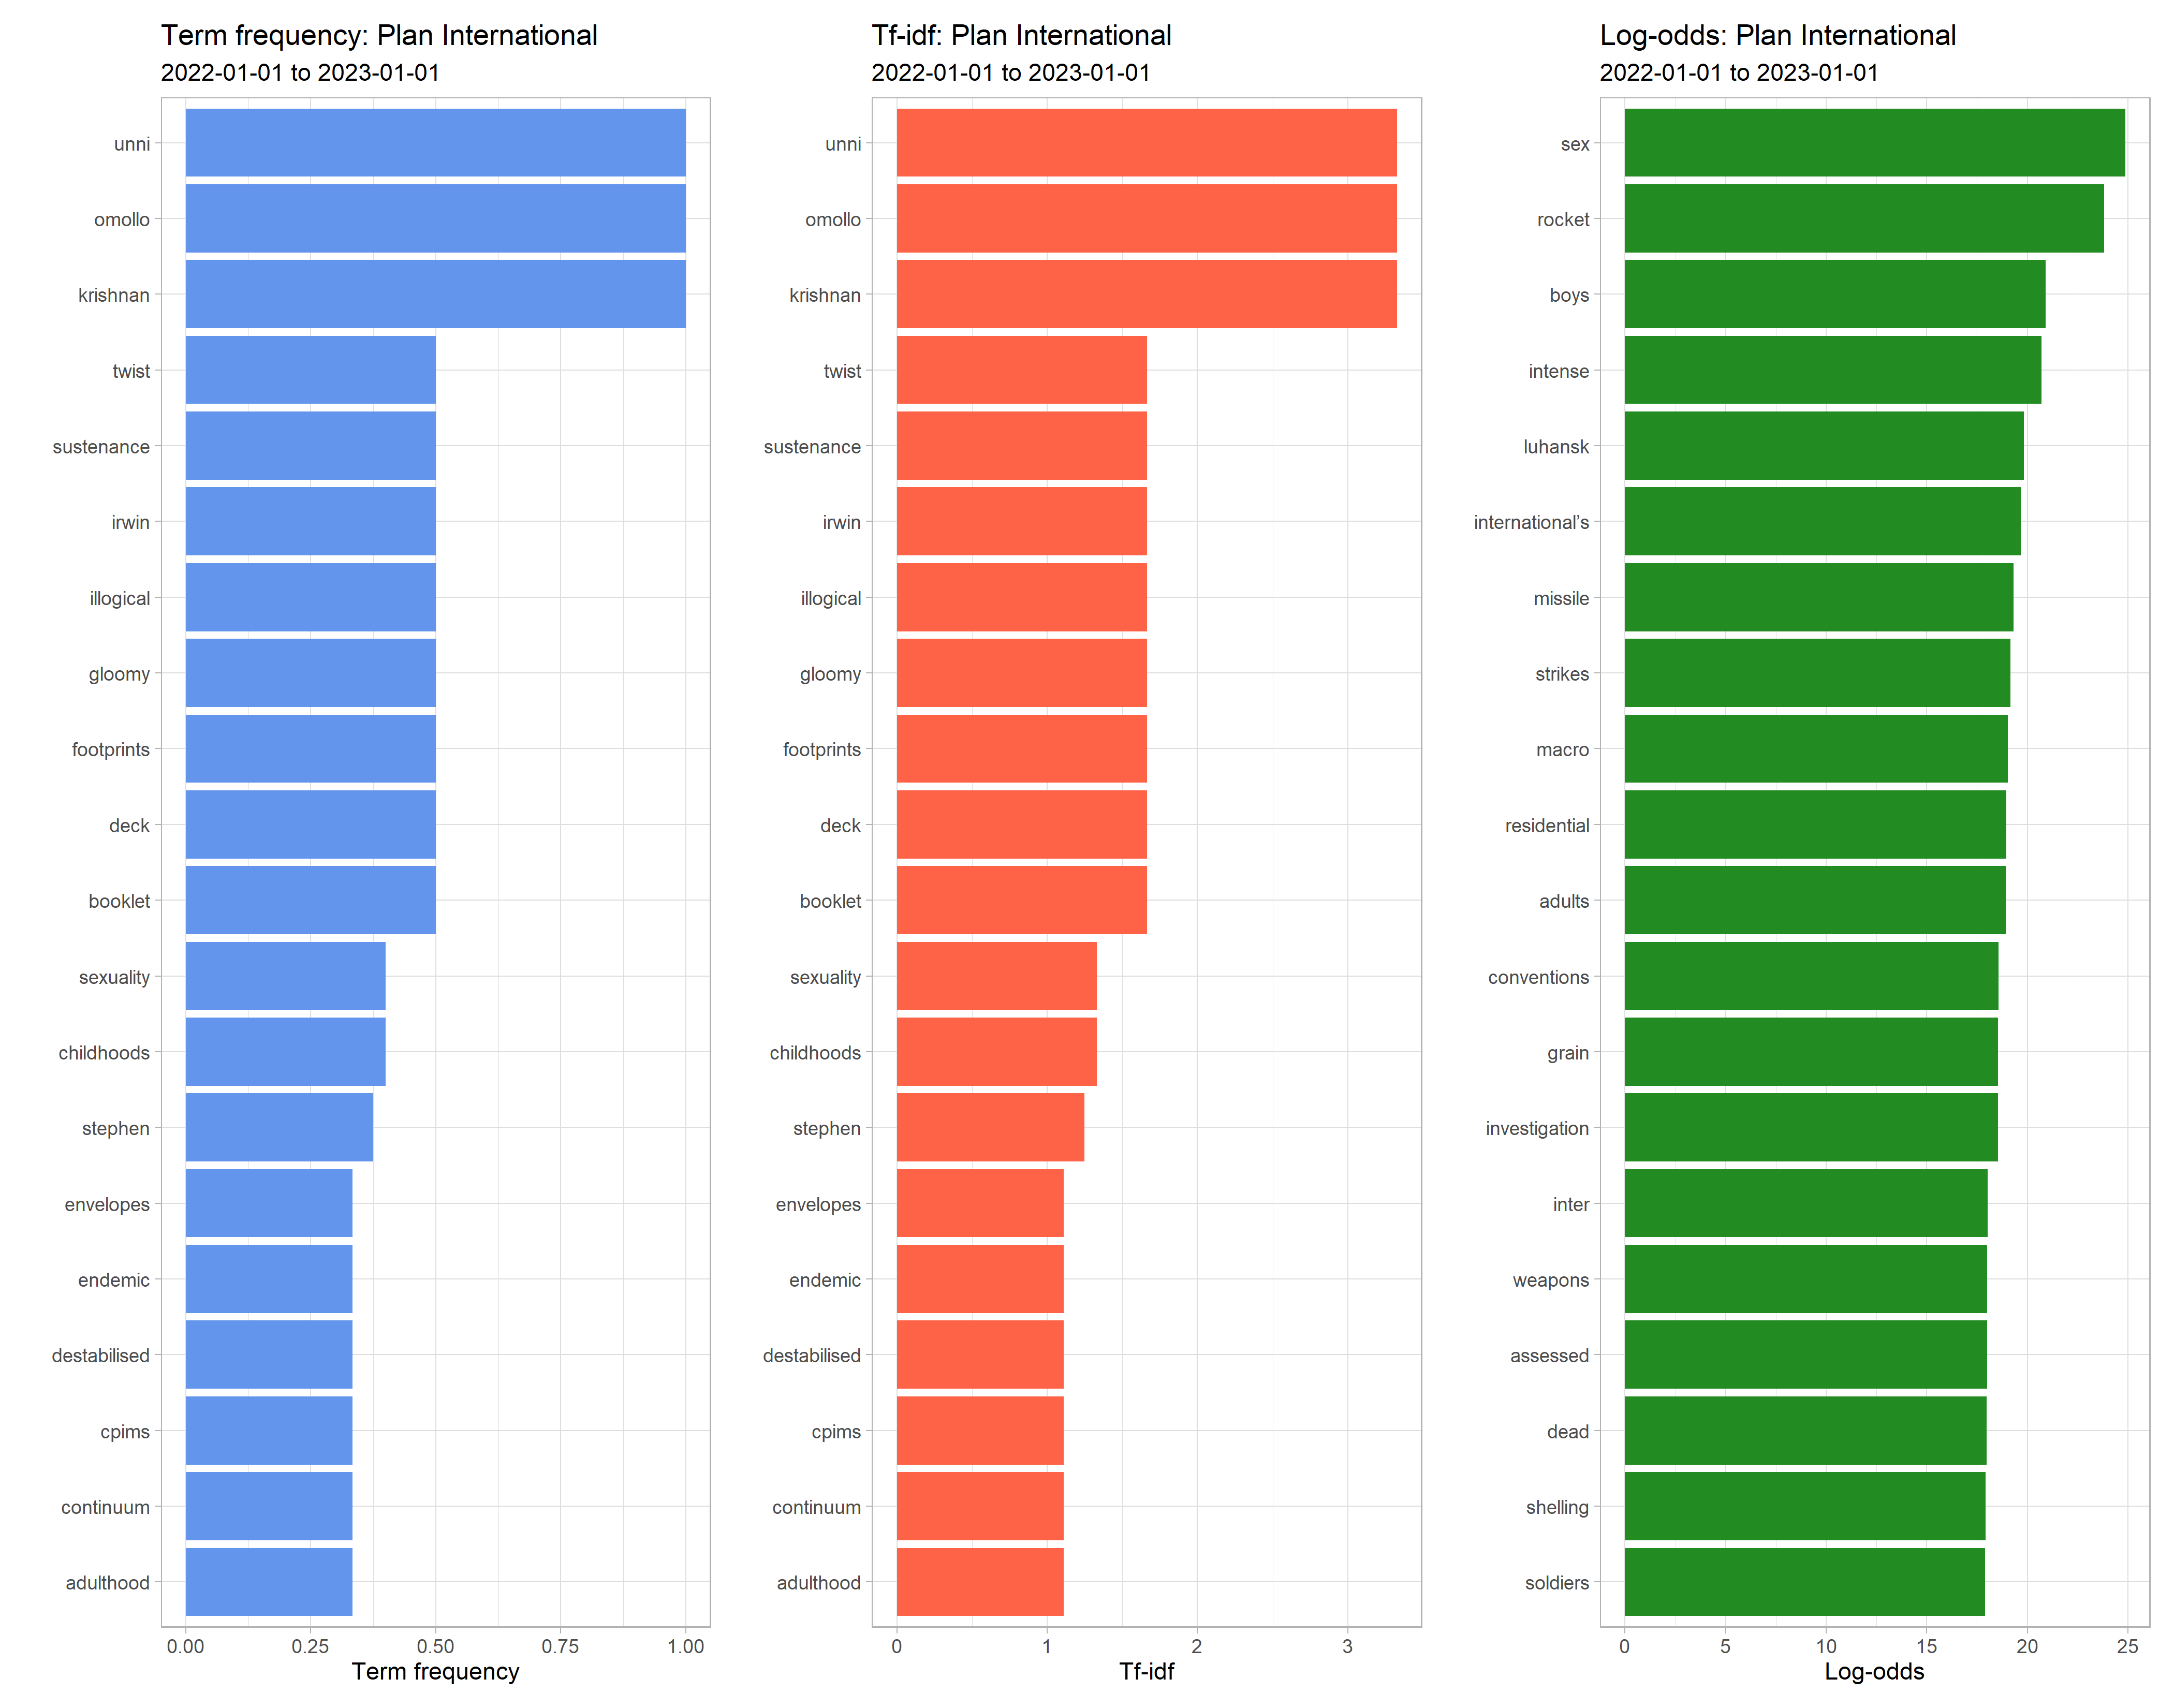 Term frequency: Plan International
2022-01-01 to 2023-01-01
unni
omollo
krishnan
twist
sustenance
irwin
illogical
gloomy
footprints
deck
booklet
sexuality
childhoods
stephen
envelopes
endemic
destabilised
cpims
continuum
adulthood
0.00 0.25 0.50 0.75 1.00
Term frequency
Tf-idf: Plan International
2022-01-01 to 2023-01-01
unni
omollo
krishnan
twist
sustenance
irwin
illogical
gloomy
footprints
deck
booklet
sexuality
childhoods
stephen
envelopes
endemic
destabilised
cpims
continuum
adulthood
0 1 2 3
Tf-idf
Log-odds: Plan International
2022-01-01 to 2023-01-01
sex
rocket
boys
intense
luhansk
international’s
missile
strikes
macro
residential
adults
conventions
grain
investigation
inter
weapons
assessed
dead
shelling
soldiers
0 5 10 15 20 25
Log-odds